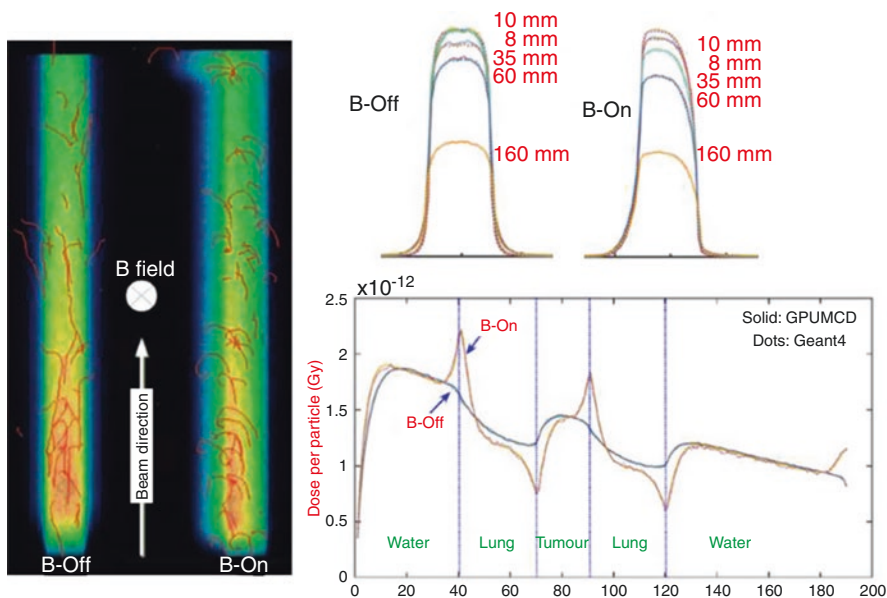 B field
Beam direction
B-Off
B-On
B-Off
10 mm
8 mm
35 mm
60 mm
160 mm
B-On
10 mm
8 mm
35 mm
60 mm
160 mm
x10⁻¹²
2.5
2
1.5
1
0.5
0
Dose per particle (Gy)
B-On
B-Off
Solid: GPUMCD
Dots: Geant4
Water
Lung
Tumour
Lung
Water
0 20 40 60 80 100 120 140 160 180 200